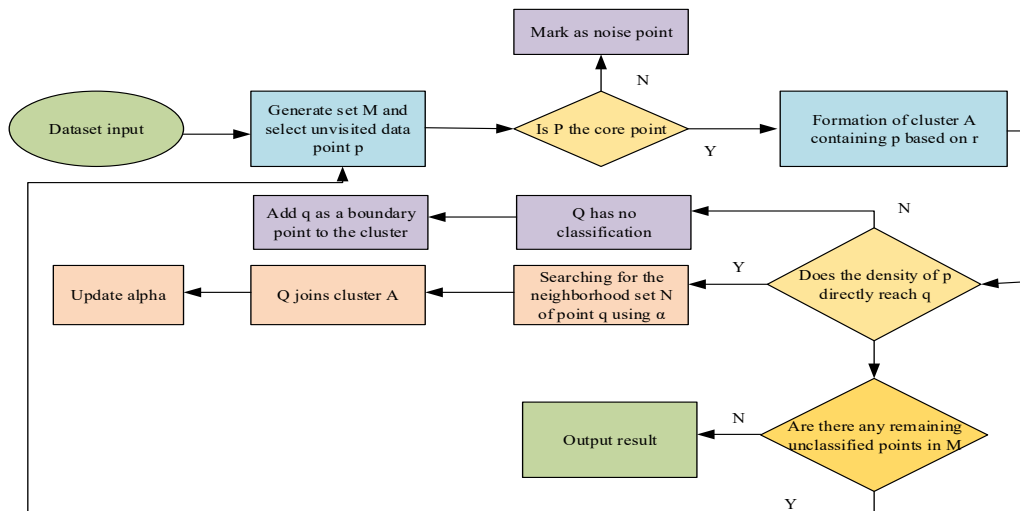 Mark as noise point
N
Dataset input
Generate set M and
select unvisited data
point p
Is P the core point
Y
Formation of cluster A
containing p based on r
Add q as a boundary
point to the cluster
Q has no
classification
N
Does the density of p
directly reach q
Y
Searching for the
neighborhood set N
of point q using α
Q joins cluster A
Update alpha
Are there any remaining
unclassified points in M
N
Output result
Y